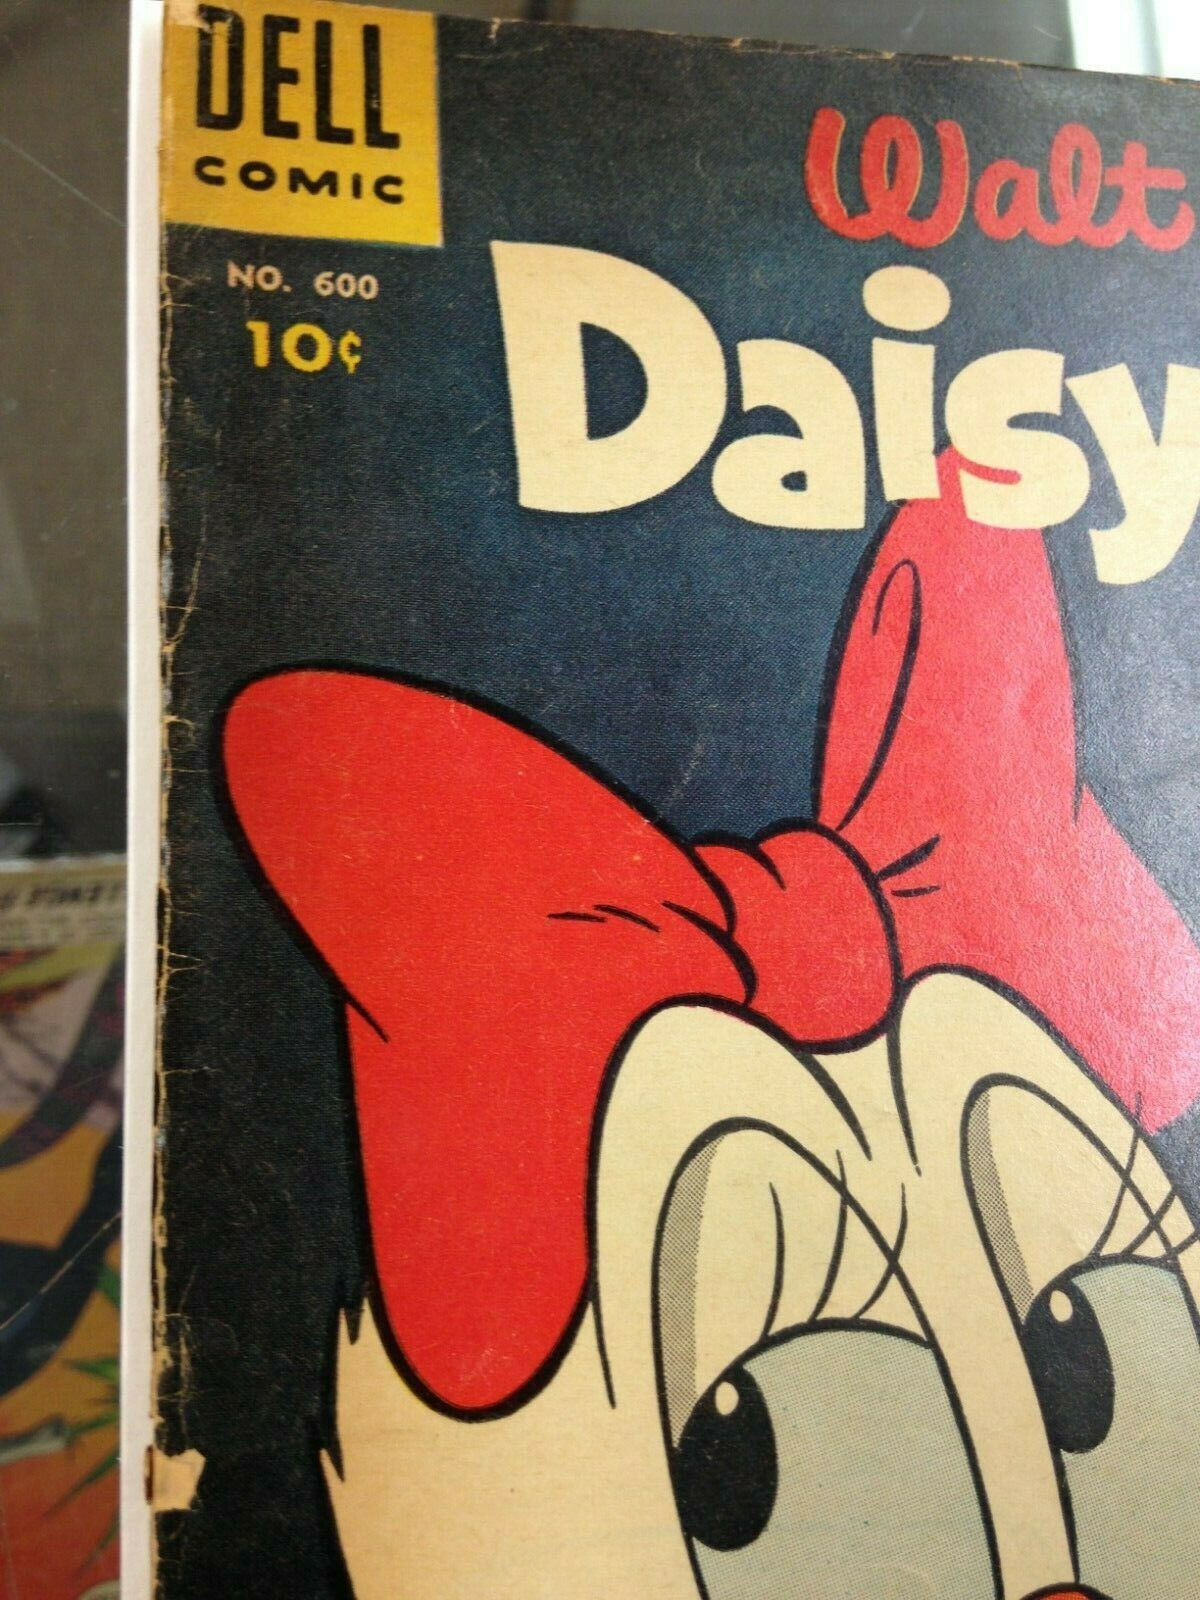 DELL
COMIC
NO. 600
10¢
Walt
Daisy